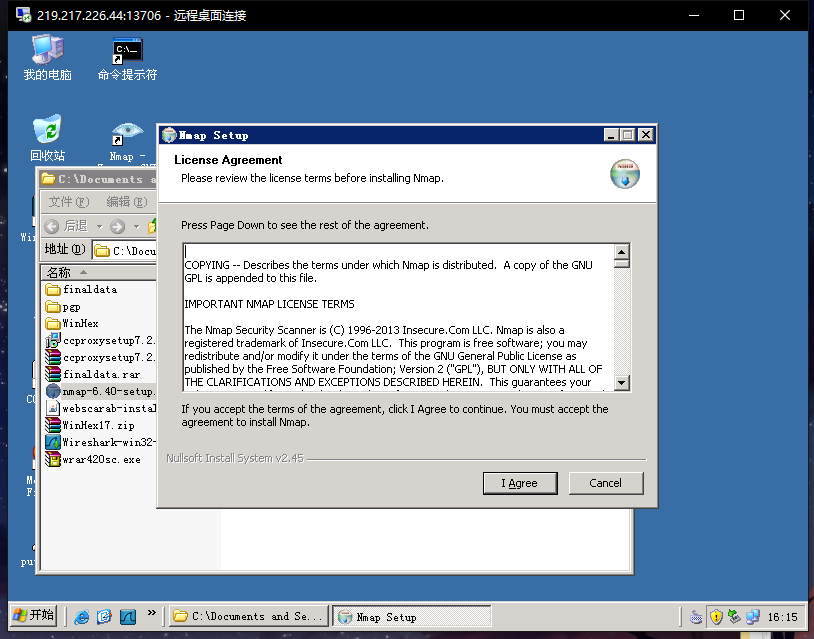 219.217.226.44:13706 - 远程桌面连接
我的电脑
命令提示符
回收站
Nmap -
C:\Documents a
文件(F) 编辑(E)
后退
地址(D) C:\Docu
名称
finaldata
pgp
WinHex
ccproxysetup7.2.
ccproxysetup7.2.
finaldata.rar
nmap-6.40-setup.
webscarab-instal
WinHex17.zip
Wireshark-win32-
wrar420sc.exe
Nmap Setup
License Agreement
Please review the license terms before installing Nmap.
Press Page Down to see the rest of the agreement.
COPYING -- Describes the terms under which Nmap is distributed. A copy of the GNU
GPL is appended to this file.
IMPORTANT NMAP LICENSE TERMS
The Nmap Security Scanner is (C) 1996-2013 Insecure.Com LLC. Nmap is also a
registered trademark of Insecure.Com LLC. This program is free software; you may
redistribute and/or modify it under the terms of the GNU General Public License as
published by the Free Software Foundation; Version 2 ("GPL"), BUT ONLY WITH ALL OF
THE CLARIFICATIONS AND EXCEPTIONS DESCRIBED HEREIN. This guarantees your
If you accept the terms of the agreement, click I Agree to continue. You must accept the
agreement to install Nmap.
Nullsoft Install System v2.45
I Agree Cancel
开始 » C:\Documents and Se... Nmap Setup 16:15